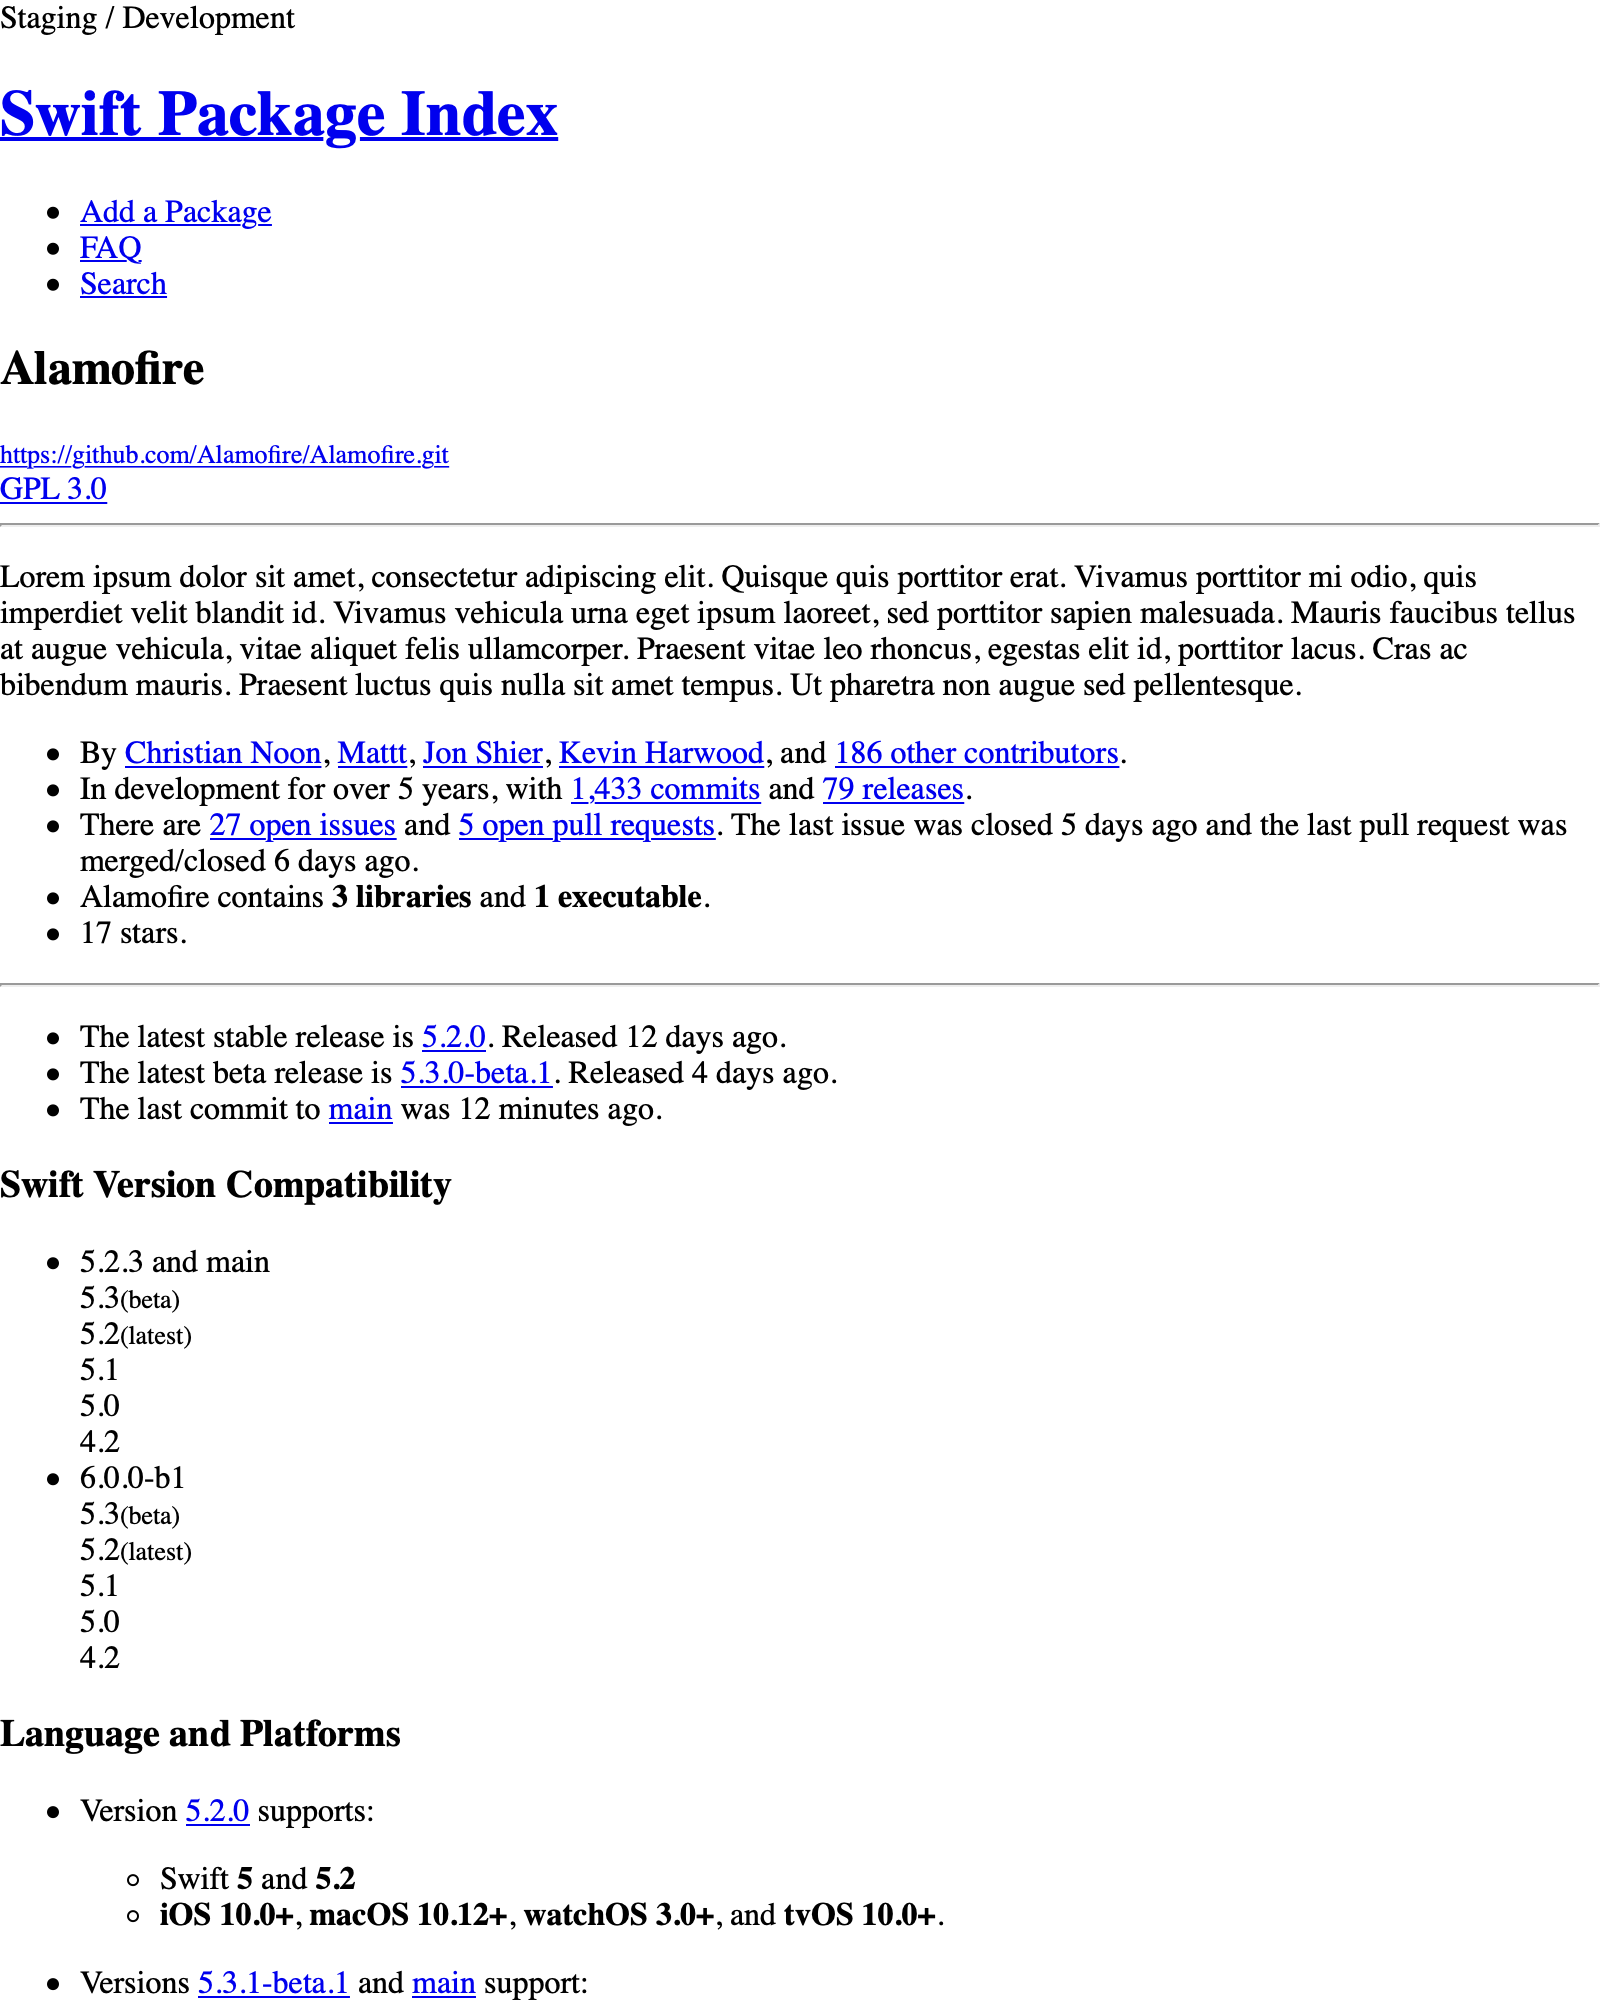 Staging / Development
Swift Package Index
Add a Package
FAQ
Search
Alamofire
https://github.com/Alamofire/Alamofire.git
GPL 3.0
Lorem ipsum dolor sit amet, consectetur adipiscing elit. Quisque quis porttitor erat. Vivamus porttitor mi odio, quis
imperdiet velit blandit id. Vivamus vehicula urna eget ipsum laoreet, sed porttitor sapien malesuada. Mauris faucibus tellus
at augue vehicula, vitae aliquet felis ullamcorper. Praesent vitae leo rhoncus, egestas elit id, porttitor lacus. Cras ac
bibendum mauris. Praesent luctus quis nulla sit amet tempus. Ut pharetra non augue sed pellentesque.
By Christian Noon, Mattt, Jon Shier, Kevin Harwood, and 186 other contributors.
In development for over 5 years, with 1,433 commits and 79 releases.
There are 27 open issues and 5 open pull requests. The last issue was closed 5 days ago and the last pull request was
merged/closed 6 days ago.
Alamofire contains 3 libraries and 1 executable.
17 stars.
The latest stable release is 5.2.0. Released 12 days ago.
The latest beta release is 5.3.0-beta.1. Released 4 days ago.
The last commit to main was 12 minutes ago.
Swift Version Compatibility
5.2.3 and main
5.3(beta)
5.2(latest)
5.1
5.0
4.2
6.0.0-b1
5.3(beta)
5.2(latest)
5.1
5.0
4.2
Language and Platforms
Version 5.2.0 supports:
Swift 5 and 5.2
iOS 10.0+, macOS 10.12+, watchOS 3.0+, and tvOS 10.0+.
Versions 5.3.1-beta.1 and main support: